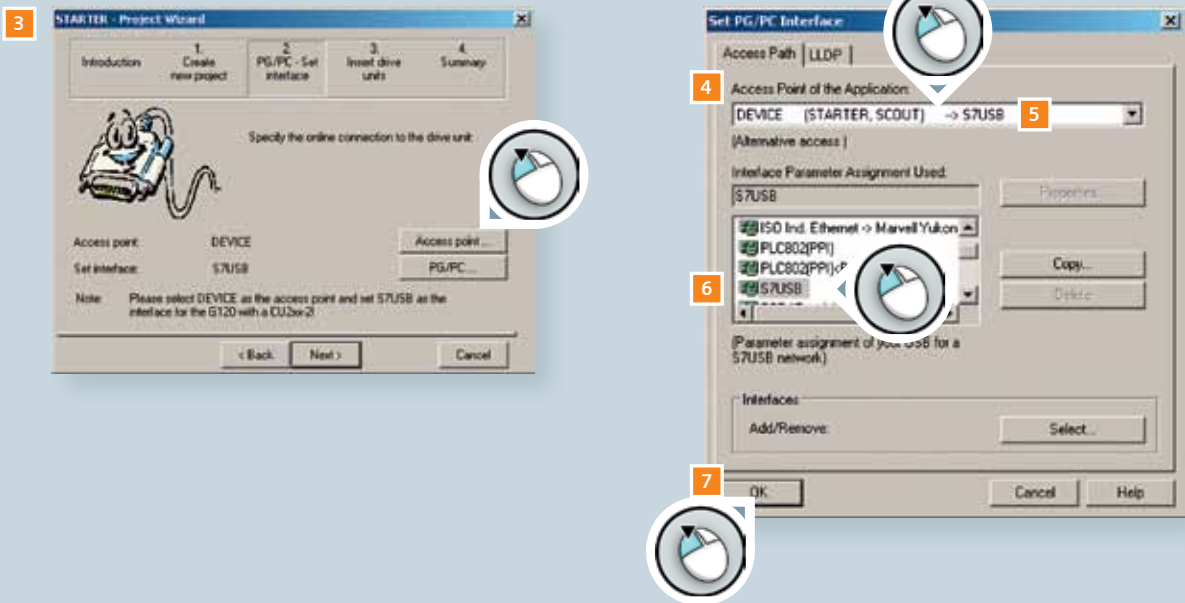 3
STARTER - Project Wizard
Introduction
1.
Create
new project
2.
PG/PC - Set
interface
3.
Insert drive
units
4.
Summary
Specify the online connection to the drive unit:
Access point:
DEVICE
Access point ...
Set interface:
S7USB
PG/PC...
Note:
Please select DEVICE as the access point and set S7USB as the
interface for the G120 with a CU2xx-2!
< Back
Next >
Cancel
Set PG/PC Interface
Access Path
LLDP
4
Access Point of the Application:
DEVICE (STARTER, SCOUT) -> S7USB
5
(Alternative access )
Interface Parameter Assignment Used:
S7USB
Properties...
ISO Ind. Ethernet -> Marvell Yukon
PLC802(PPI)
PLC802(PPI)<
6
S7USB
Copy...
Delete
(Parameter assignment of your USB for a
S7USB network)
Interfaces
Add/Remove:
Select...
7
OK
Cancel
Help